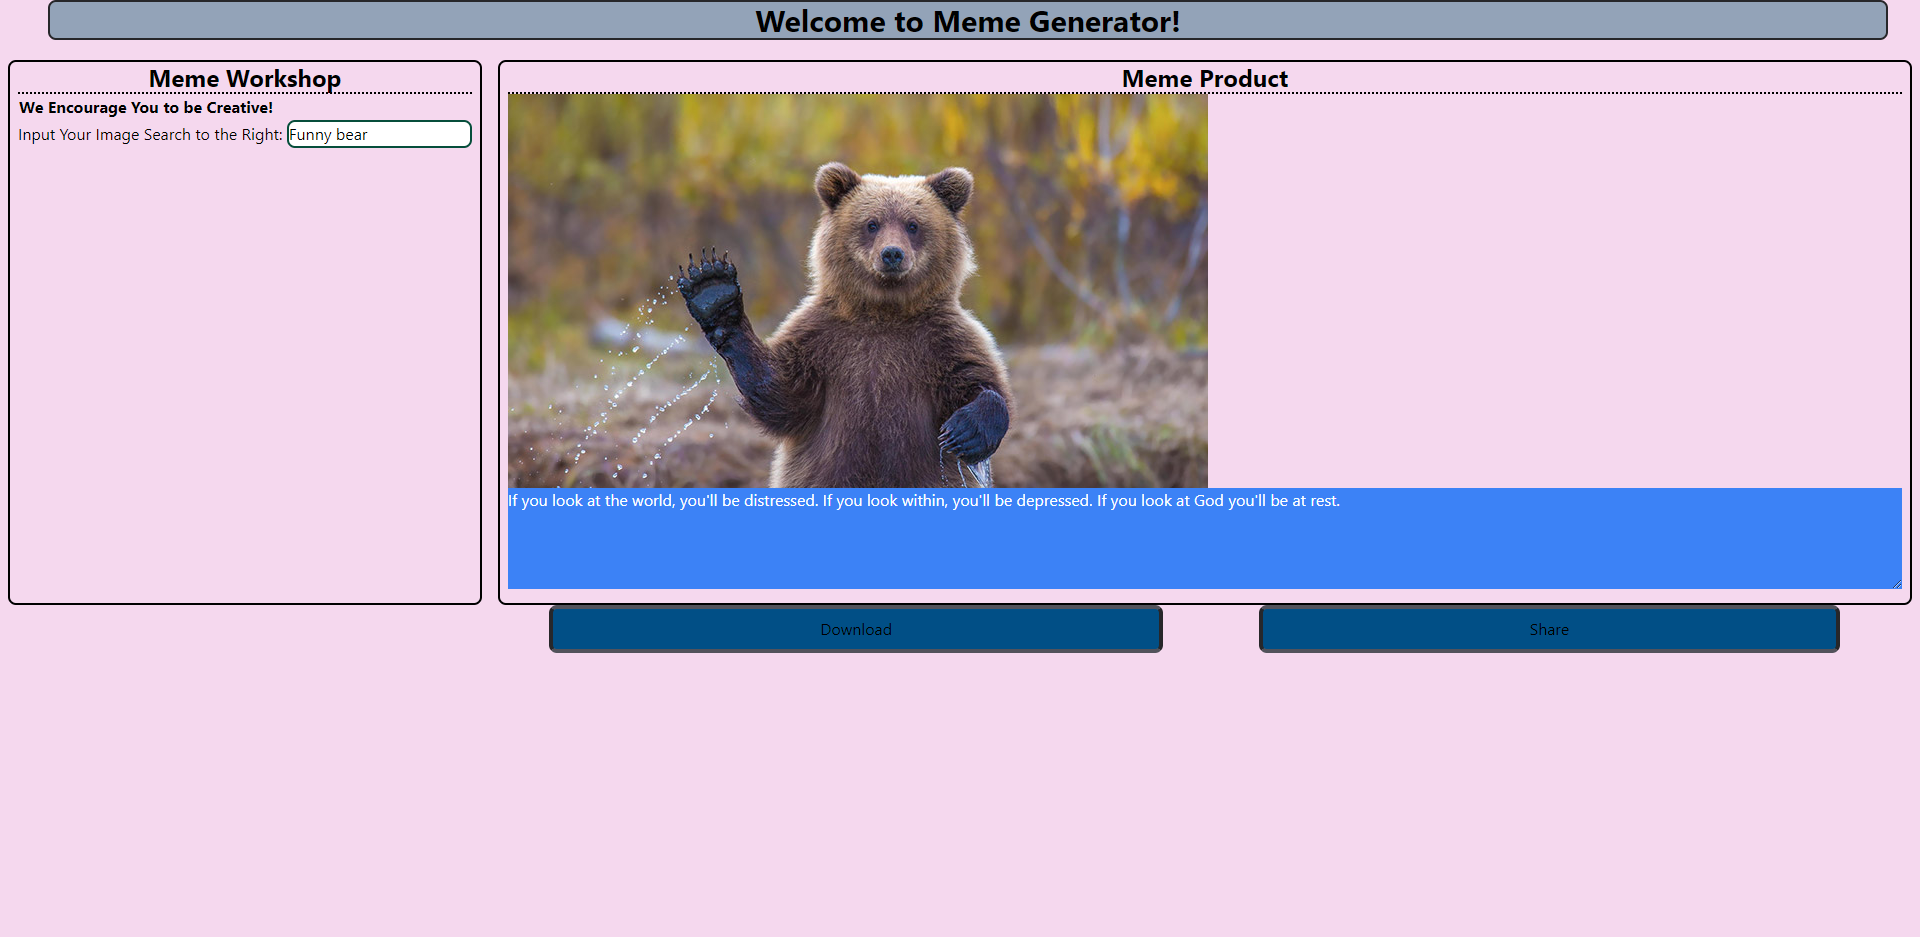 Welcome to Meme Generator!
Meme Workshop
We Encourage You to be Creative!
Input Your Image Search to the Right: Funny bear
Meme Product
If you look at the world, you'll be distressed. If you look within, you'll be depressed. If you look at God you'll be at rest.
Download
Share